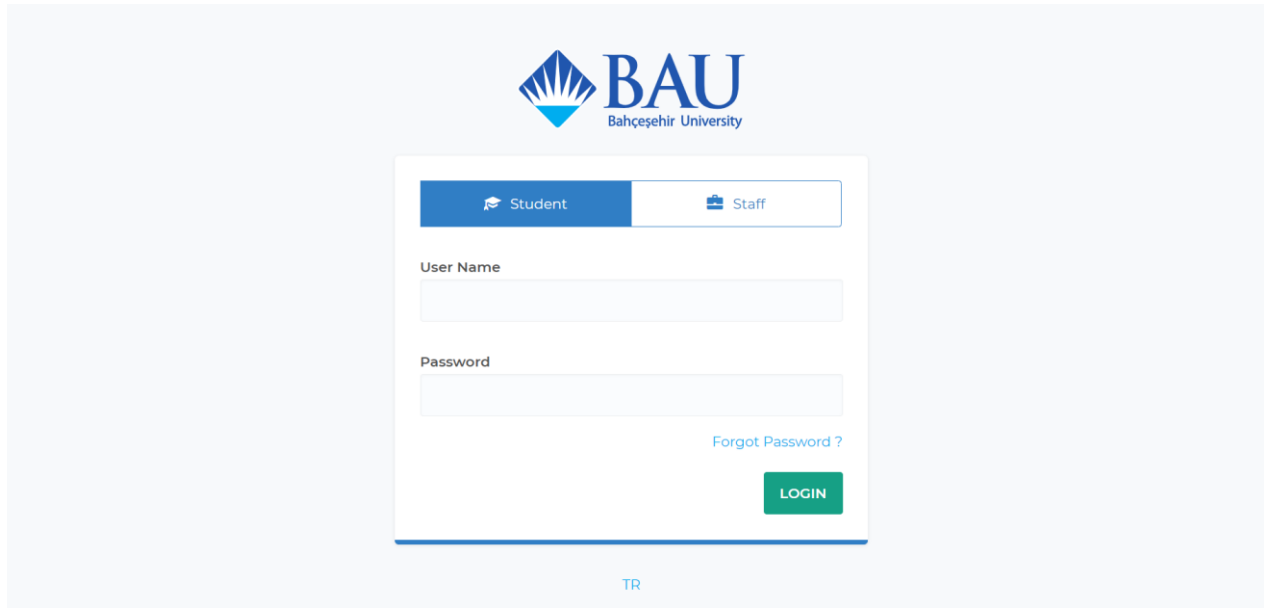 BAU
Bahçeşehir University
Student
Staff
User Name
Password
Forgot Password ?
LOGIN
TR